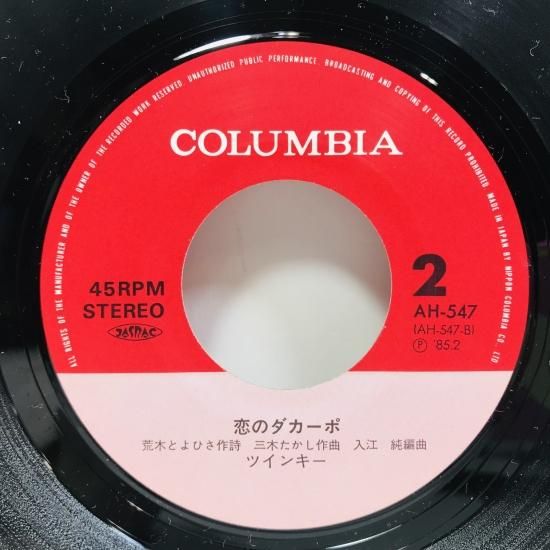 ALL RIGHTS OF THE MANUFACTURER AND OF THE OWNER OF THE RECORDED WORK RESERVED UNAUTHORIZED PUBLIC PERFORMANCE, BROADCASTING AND COPYING OF THIS RECORD PROHIBITED. MADE IN JAPAN BY NIPPON COLUMBIA CO., LTD.
COLUMBIA
45RPM
STEREO
JASRAC
2
AH-547
(AH-547-B)
Ⓟ '85.2
恋のダカーポ
荒木とよひさ作詩 三木たかし作曲 入江 純編曲
ツインキー